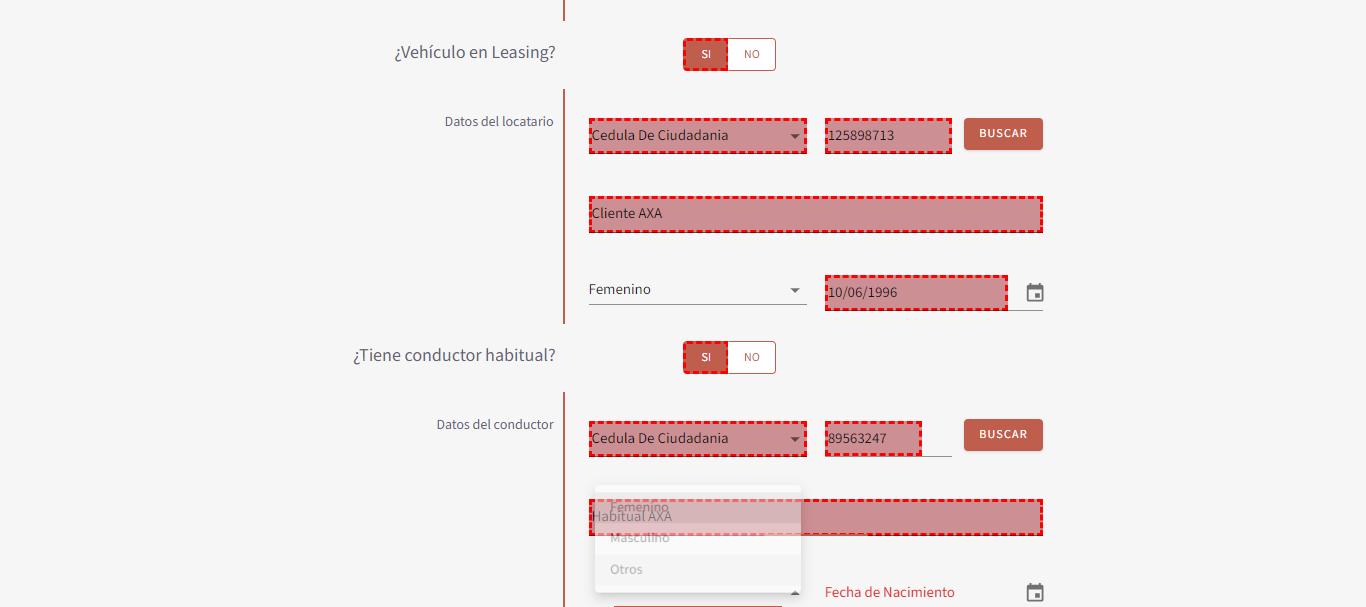 ¿Vehículo en Leasing?
SI NO
Datos del locatario
Cedula De Ciudadania 125898713 BUSCAR
Cliente AXA
Femenino 10/06/1996
¿Tiene conductor habitual?
SI NO
Datos del conductor
Cedula De Ciudadania 89563247 BUSCAR
Femenino
Habitual AXA
Masculino
Otros
Fecha de Nacimiento